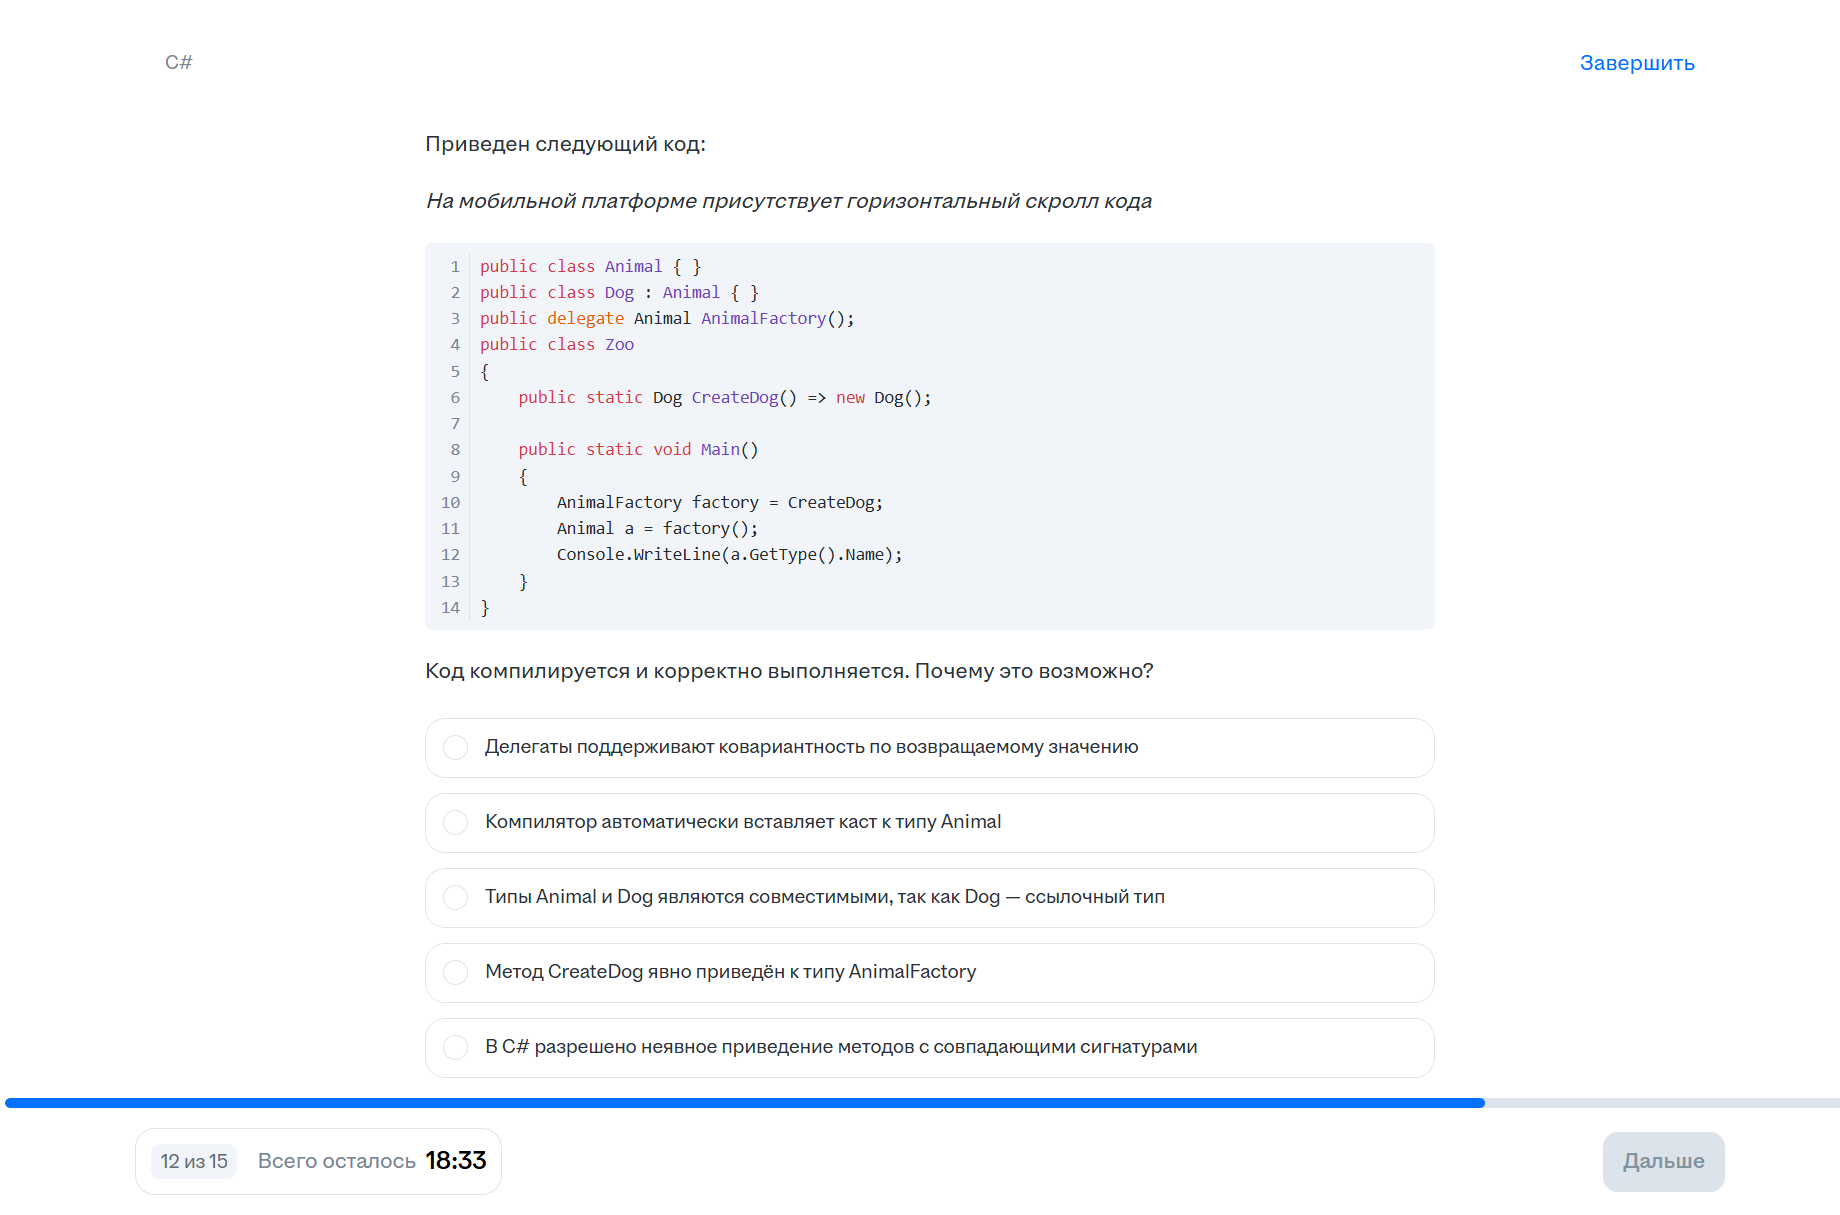 C#
Завершить
Приведен следующий код:
На мобильной платформе присутствует горизонтальный скролл кода
1 public class Animal { }
2 public class Dog : Animal { }
3 public delegate Animal AnimalFactory();
4 public class Zoo
5 {
6     public static Dog CreateDog() => new Dog();
7
8     public static void Main()
9     {
10         AnimalFactory factory = CreateDog;
11         Animal a = factory();
12         Console.WriteLine(a.GetType().Name);
13     }
14 }
Код компилируется и корректно выполняется. Почему это возможно?
Делегаты поддерживают ковариантность по возвращаемому значению
Компилятор автоматически вставляет каст к типу Animal
Типы Animal и Dog являются совместимыми, так как Dog — ссылочный тип
Метод CreateDog явно приведён к типу AnimalFactory
В C# разрешено неявное приведение методов с совпадающими сигнатурами
12 из 15
Всего осталось 18:33
Дальше